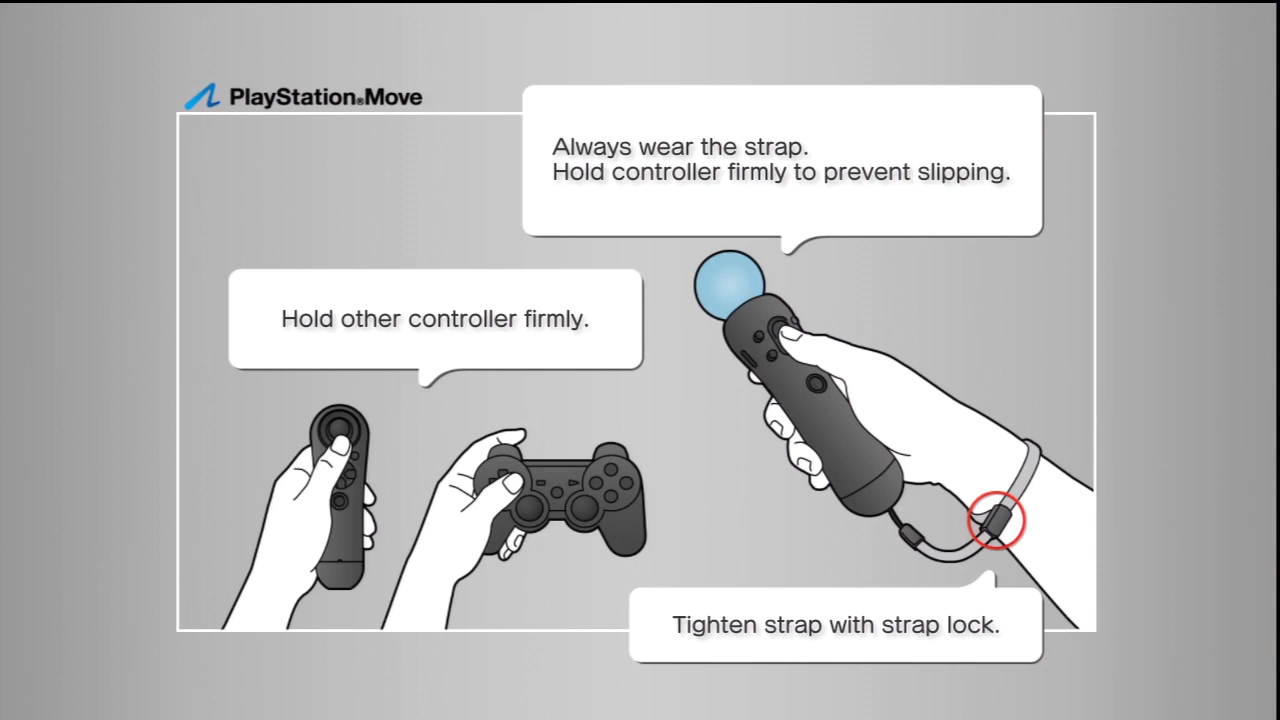 PlayStation®Move
Always wear the strap.
Hold controller firmly to prevent slipping.
Hold other controller firmly.
Tighten strap with strap lock.